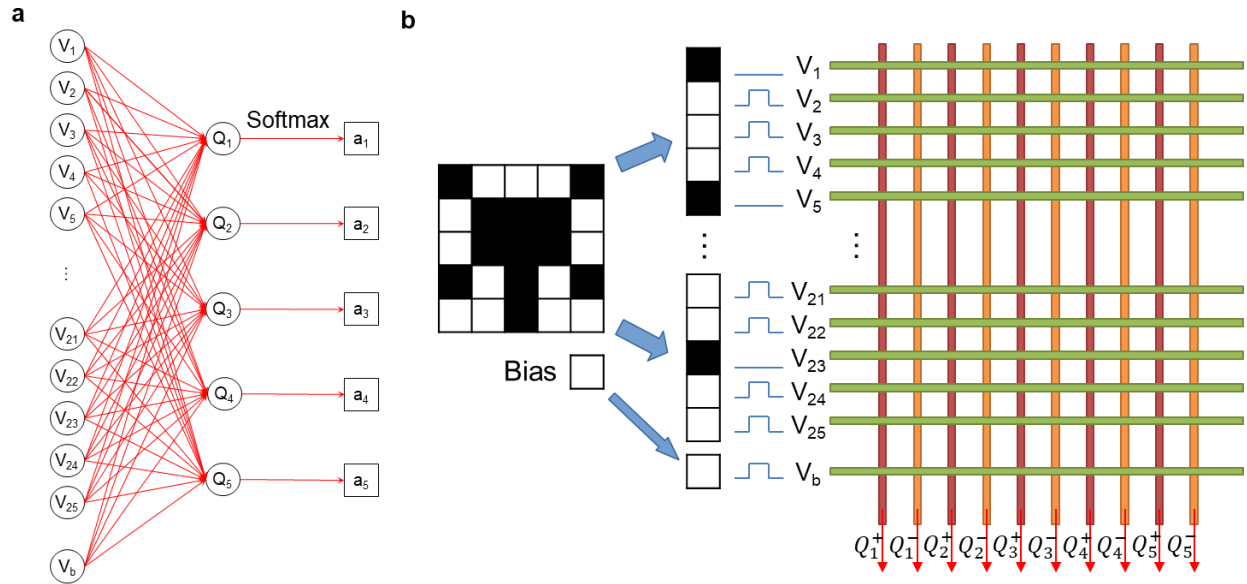 a
V1
V2
V3
V4
V5
...
V21
V22
V23
V24
V25
Vb
Q1
Q2
Q3
Q4
Q5
Softmax
a1
a2
a3
a4
a5
b
Bias
V1
V2
V3
V4
V5
⋮ ⋮
V21
V22
V23
V24
V25
Vb
Q1+ Q1- Q2+ Q2- Q3+ Q3- Q4+ Q4- Q5+ Q5-